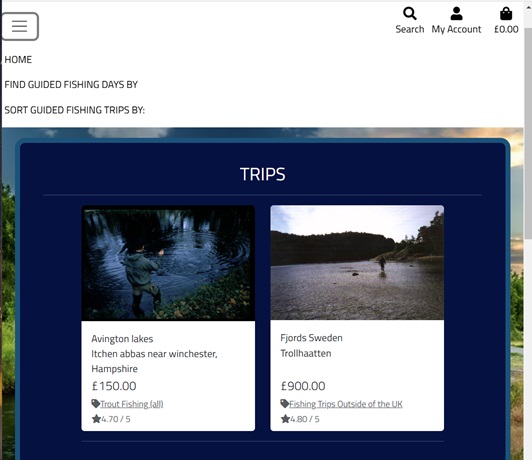 Search My Account £0.00
HOME
FIND GUIDED FISHING DAYS BY
SORT GUIDED FISHING TRIPS BY:
TRIPS
Avington lakes
Itchen abbas near winchester,
Hampshire
£150.00
Trout Fishing (all)
4.70 / 5
Fjords Sweden
Trollhaatten
£900.00
Fishing Trips Outside of the UK
4.80 / 5